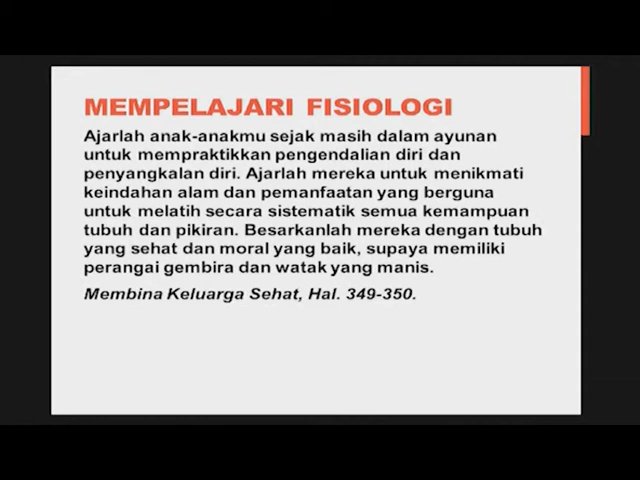 MEMPELAJARI FISIOLOGI
Ajarlah anak-anakmu sejak masih dalam ayunan
untuk mempraktikkan pengendalian diri dan
penyangkalan diri. Ajarlah mereka untuk menikmati
keindahan alam dan pemanfaatan yang berguna
untuk melatih secara sistematik semua kemampuan
tubuh dan pikiran. Besarkanlah mereka dengan tubuh
yang sehat dan moral yang baik, supaya memiliki
perangai gembira dan watak yang manis.
Membina Keluarga Sehat, Hal. 349-350.